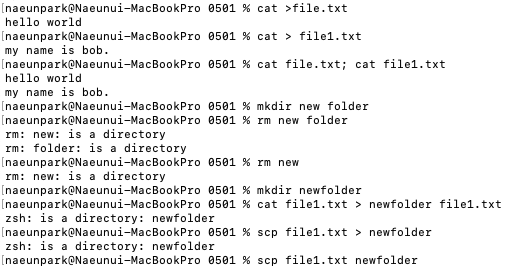 [naeunpark@Naeunui-MacBookPro 0501 % cat >file.txt
hello world
[naeunpark@Naeunui-MacBookPro 0501 % cat > file1.txt
my name is bob.
[naeunpark@Naeunui-MacBookPro 0501 % cat file.txt; cat file1.txt
hello world
my name is bob.
[naeunpark@Naeunui-MacBookPro 0501 % mkdir new folder
[naeunpark@Naeunui-MacBookPro 0501 % rm new folder
rm: new: is a directory
rm: folder: is a directory
[naeunpark@Naeunui-MacBookPro 0501 % rm new
rm: new: is a directory
[naeunpark@Naeunui-MacBookPro 0501 % mkdir newfolder
[naeunpark@Naeunui-MacBookPro 0501 % cat file1.txt > newfolder file1.txt
zsh: is a directory: newfolder
[naeunpark@Naeunui-MacBookPro 0501 % scp file1.txt > newfolder
zsh: is a directory: newfolder
[naeunpark@Naeunui-MacBookPro 0501 % scp file1.txt newfolder